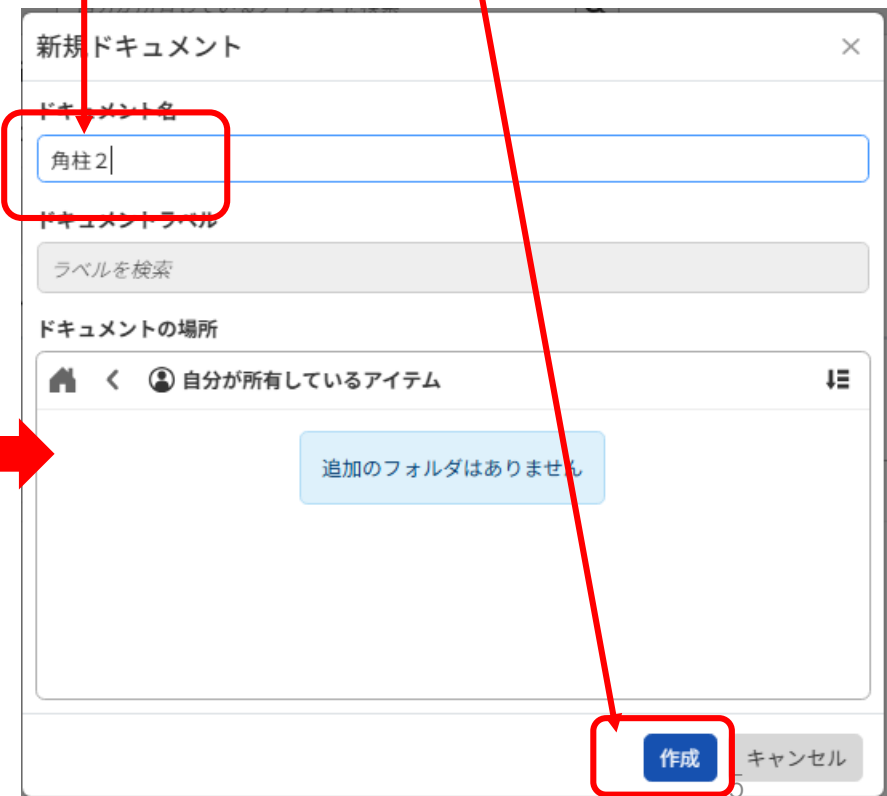 新規ドキュメント
ドキュメント名
角柱２
ドキュメントラベル
ラベルを検索
ドキュメントの場所
自分が所有しているアイテム
追加のフォルダはありません
作成
キャンセル